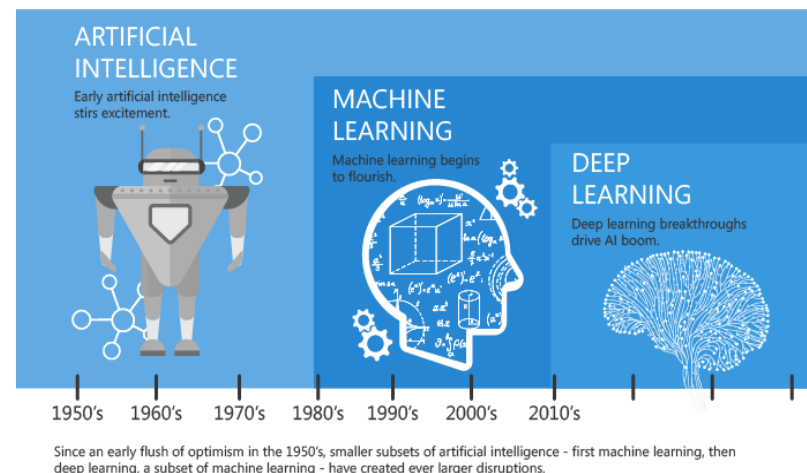 ARTIFICIAL
INTELLIGENCE
Early artificial intelligence
stirs excitement.
MACHINE
LEARNING
Machine learning begins
to flourish.
DEEP
LEARNING
Deep learning breakthroughs
drive AI boom.
1950's 1960's 1970's 1980's 1990's 2000's 2010's
Since an early flush of optimism in the 1950's, smaller subsets of artificial intelligence - first machine learning, then
deep learning, a subset of machine learning - have created ever larger disruptions.